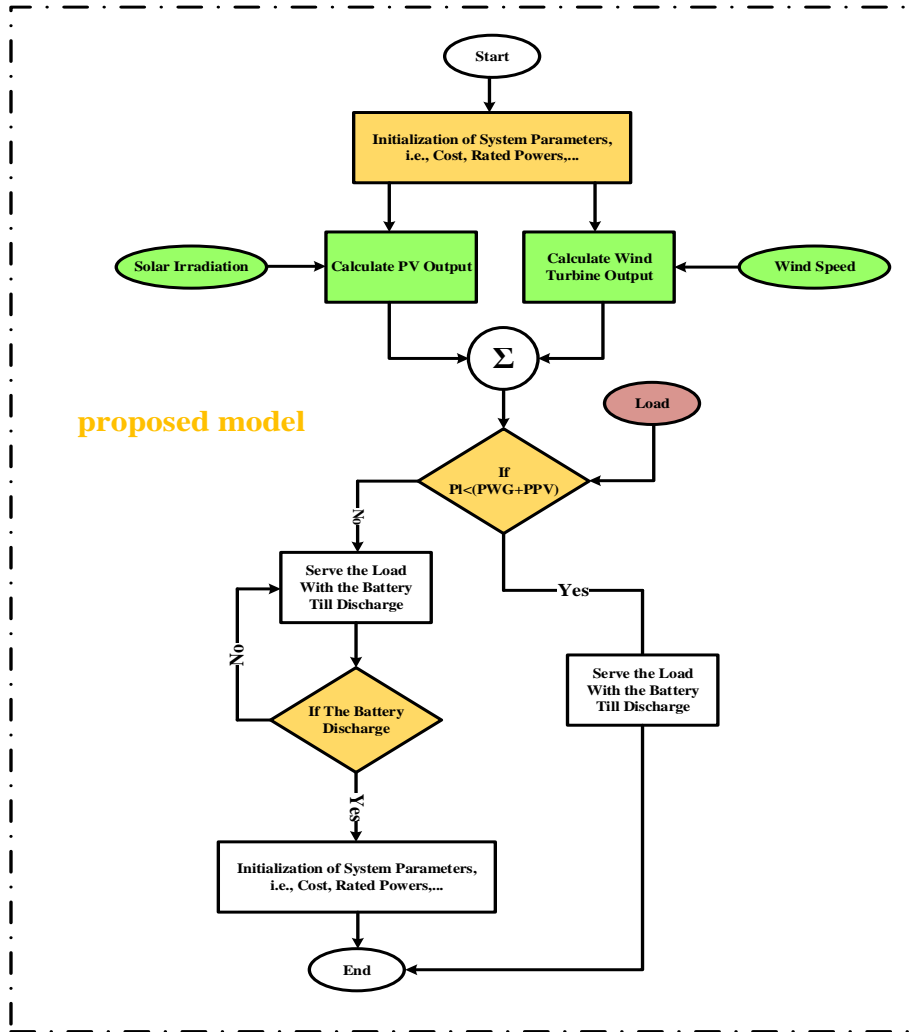 Start
Initialization of System Parameters,
i.e., Cost, Rated Powers,...
Solar Irradiation
Calculate PV Output
Calculate Wind
Turbine Output
Wind Speed
Σ
proposed model
Load
If
Pl<(PWG+PPV)
No
Yes
Serve the Load
With the Battery
Till Discharge
No
If The Battery
Discharge
Serve the Load
With the Battery
Till Discharge
Yes
Initialization of System Parameters,
i.e., Cost, Rated Powers,...
End